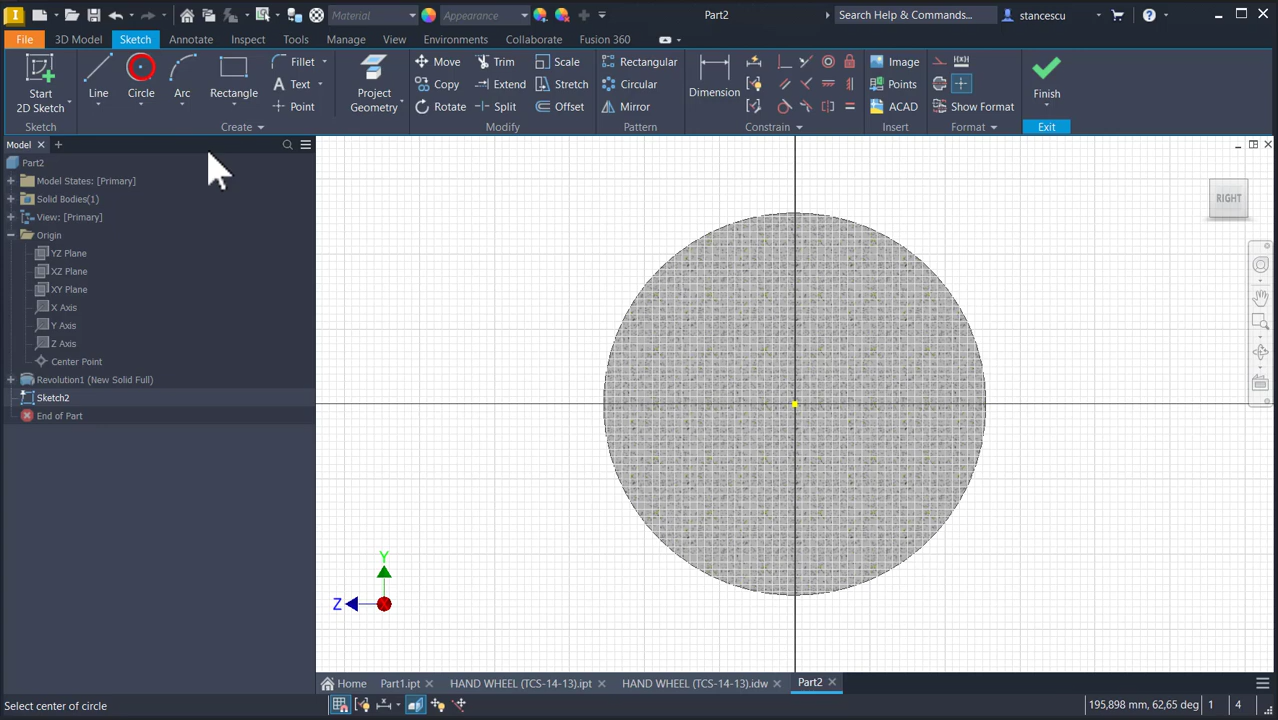 Material
Appearance
Part2
Search Help & Commands...
stancescu
File
3D Model
Sketch
Annotate
Inspect
Tools
Manage
View
Environments
Collaborate
Fusion 360
Start
2D Sketch
Line
Circle
Arc
Rectangle
Fillet
Text
Point
Project
Geometry
Move
Copy
Rotate
Trim
Extend
Split
Scale
Stretch
Offset
Rectangular
Circular
Mirror
Dimension
Image
Points
ACAD
Show Format
Finish
Sketch
Create
Modify
Pattern
Constrain
Insert
Format
Exit
Model
Part2
Model States: [Primary]
Solid Bodies(1)
View: [Primary]
Origin
YZ Plane
XZ Plane
XY Plane
X Axis
Y Axis
Z Axis
Center Point
Revolution1 (New Solid Full)
Sketch2
End of Part
RIGHT
Y
Z
Home
Part1.ipt
HAND WHEEL (TCS-14-13).ipt
HAND WHEEL (TCS-14-13).idw
Part2
Select center of circle
195,898 mm, 62,65 deg
1
4